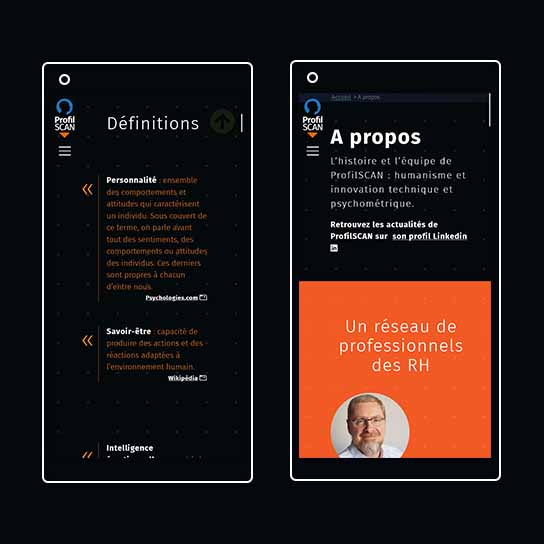 Profil
SCAN
Définitions
Personnalité : ensemble
des comportements et
attitudes qui caractérisent
un individu. Sous couvert de
ce terme, on parle avant
tout des sentiments, des
comportements ou attitudes
des individus. Ces derniers
sont propres à chacun
d'entre nous.
Psychologies.com
Savoir-être : capacité de
produire des actions et des
réactions adaptées à
l'environnement humain.
Wikipédia
Intelligence
Accueil > A propos
Profil
SCAN
A propos
L'histoire et l'équipe de
ProfilSCAN : humanisme et
innovation technique et
psychométrique.
Retrouvez les actualités de
ProfilSCAN sur son profil Linkedin
Un réseau de
professionnels
des RH